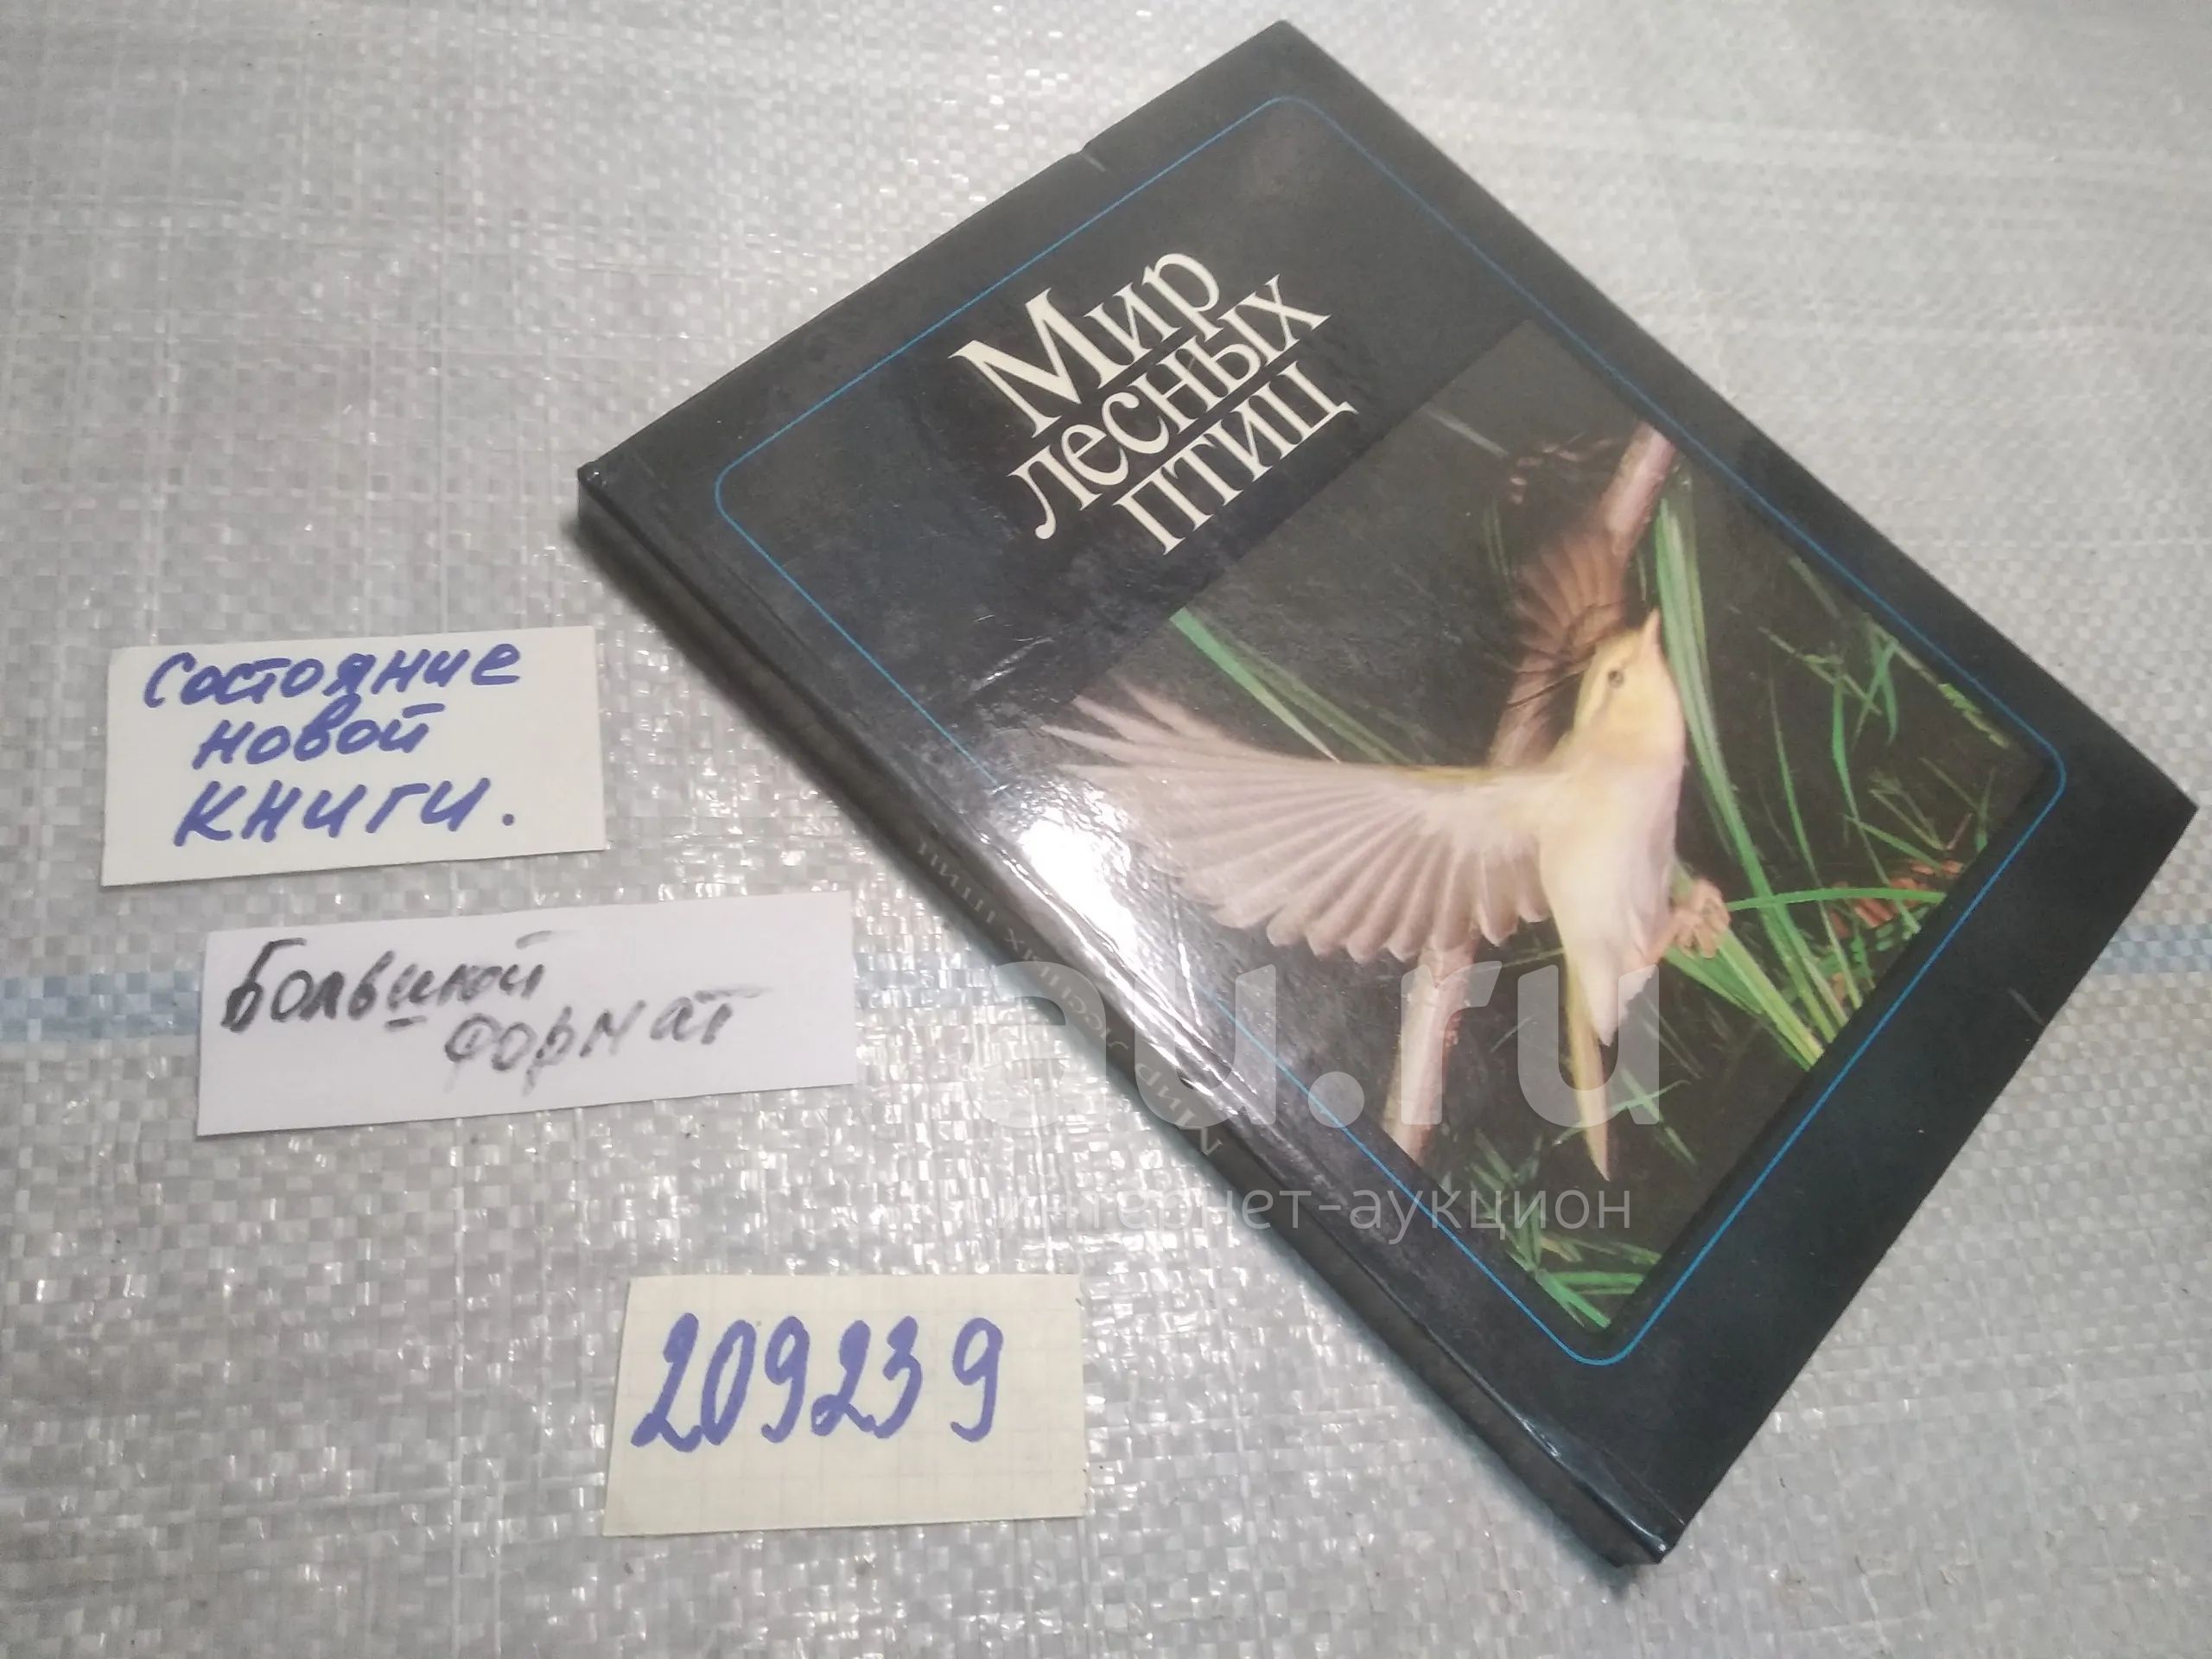 Мир
лесных
птиц
Состояние
новой
книги.
Большой
формат
Мир лесных птиц
au.ru
интернет-аукцион
209239